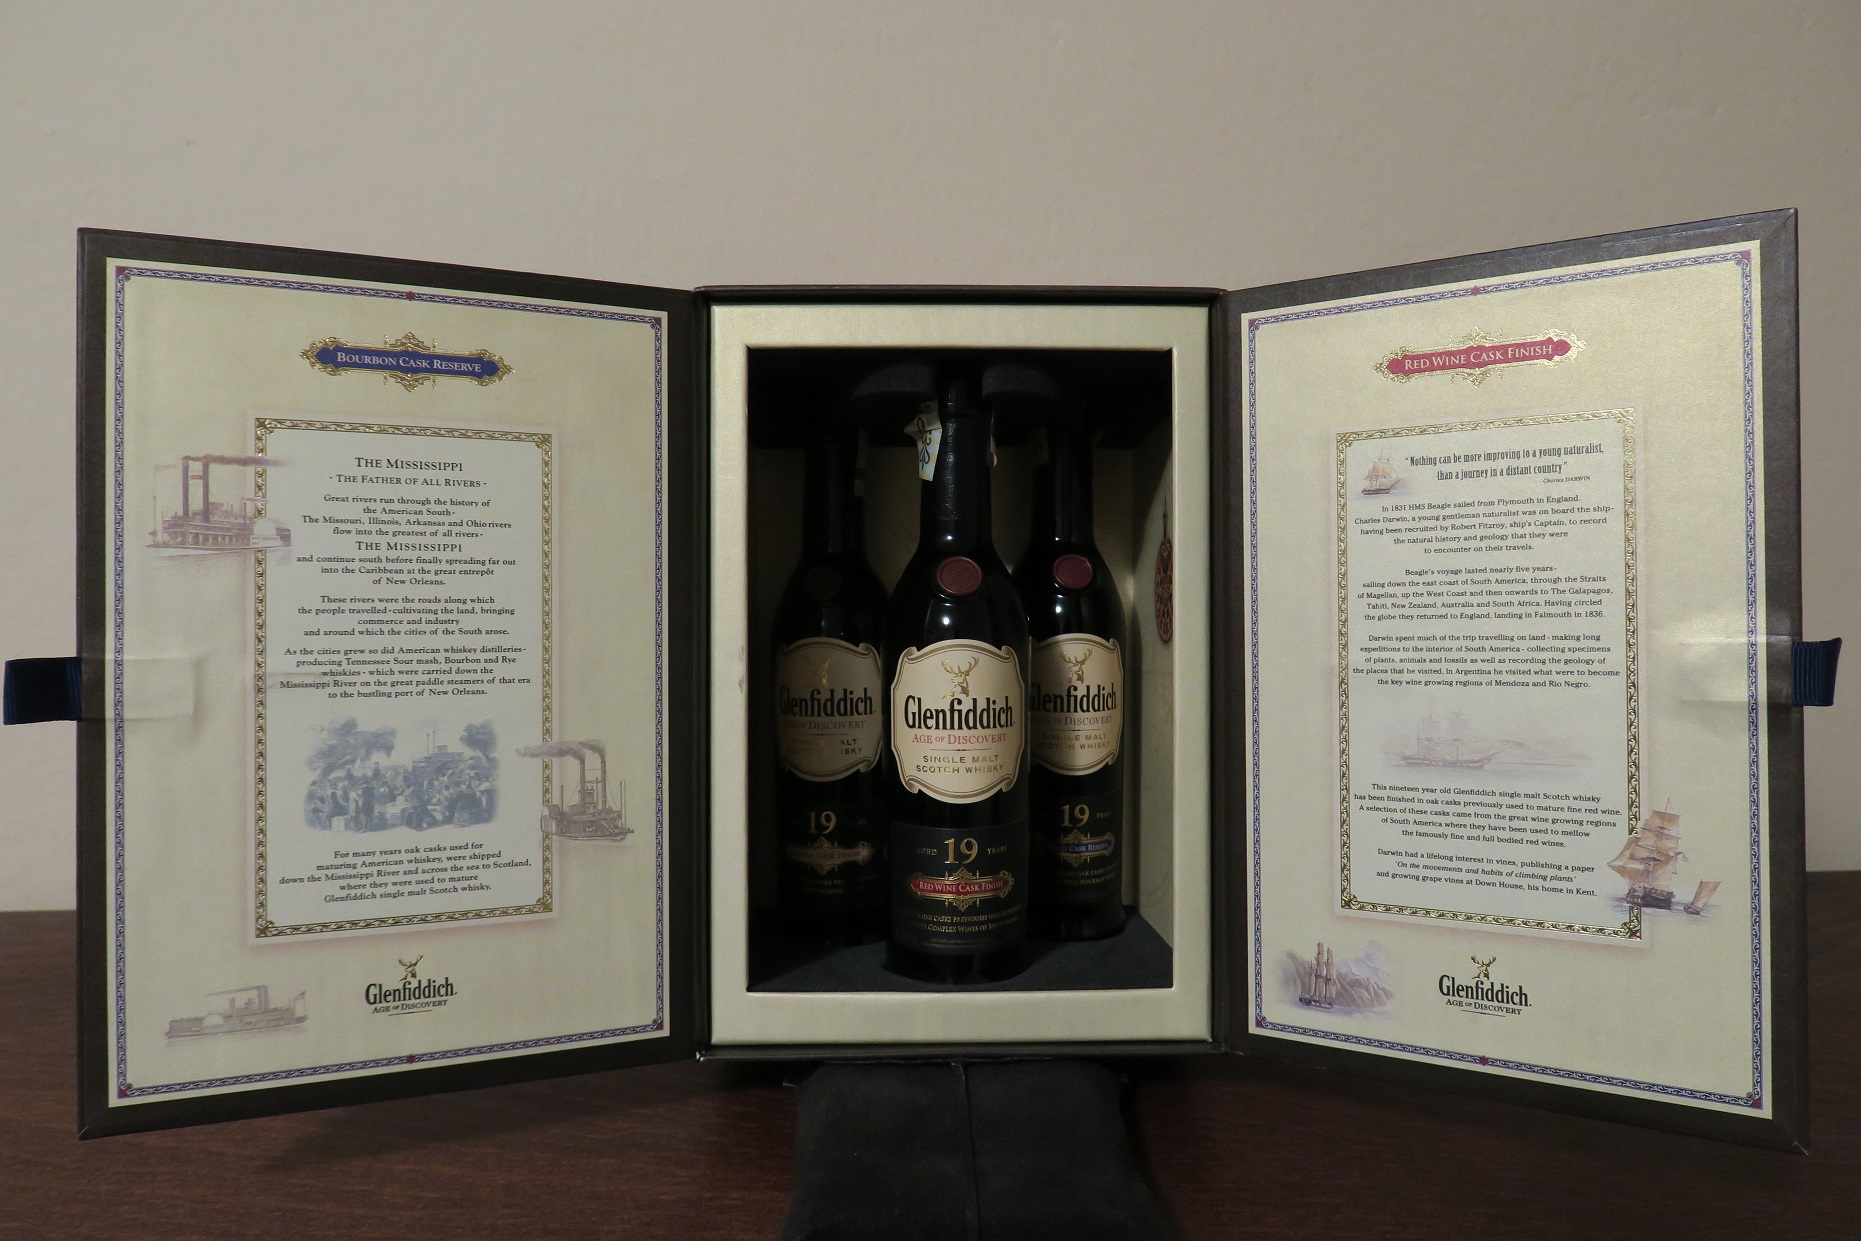 BOURBON CASK RESERVE
THE MISSISSIPPI
- THE FATHER OF ALL RIVERS -
Great rivers run through the history of
the American South -
The Missouri, Illinois, Arkansas and Ohio rivers
flow into the greatest of all rivers -
THE MISSISSIPPI
and continue south before finally spreading far out
into the Caribbean at the great entrepôt
of New Orleans.
These rivers were the roads along which
the people travelled - cultivating the land, bringing
commerce and industry
and around which the cities of the South arose.
As the cities grew so did American whiskey distilleries -
producing Tennessee Sour mash, Bourbon and Rye
whiskies - which were carried down the
Mississippi River on the great paddle steamers of that era
to the bustling port of New Orleans.
For many years oak casks used for
maturing American whiskey, were shipped
down the Mississippi River and across the sea to Scotland,
where they were used to mature
Glenfiddich single malt Scotch whisky.
Glenfiddich.
AGE OF DISCOVERY
Glenfiddich.
AGE OF DISCOVERY
ALT
19
Glenfiddich.
AGE OF DISCOVERY
SINGLE MALT
SCOTCH WHISKY
AGED 19 YEARS
RED WINE CASK FINISH
OAK CASKS PREVIOUSLY
COMPLEX WINES OF
Glenfiddich
AGE OF DISCOVERY
SINGLE MALT
SCOTCH WHISKY
19 YEARS
CASK RESERVE
RED WINE CASK FINISH
"Nothing can be more improving to a young naturalist,
than a journey in a distant country"
- Charles DARWIN
In 1831 HMS Beagle sailed from Plymouth in England.
Charles Darwin, a young gentleman naturalist was on board the ship-
having been recruited by Robert Fitzroy, ship's Captain, to record
the natural history and geology that they were
to encounter on their travels.
Beagle's voyage lasted nearly five years -
sailing down the east coast of South America, through the Straits
of Magellan, up the West Coast and then onwards to The Galapagos,
Tahiti, New Zealand, Australia and South Africa. Having circled
the globe they returned to England, landing in Falmouth in 1836.
Darwin spent much of the trip travelling on land - making long
expeditions to the interior of South America - collecting specimens
of plants, animals and fossils as well as recording the geology of
the places that he visited. In Argentina he visited what were to become
the key wine growing regions of Mendoza and Rio Negro.
This nineteen year old Glenfiddich single malt Scotch whisky
has been finished in oak casks previously used to mature fine red wine.
A selection of these casks came from the great wine growing regions
of South America where they have been used to mellow
the famously fine and full bodied red wines.
Darwin had a lifelong interest in vines, publishing a paper
'On the movements and habits of climbing plants'
and growing grape vines at Down House, his home in Kent.
Glenfiddich.
AGE OF DISCOVERY